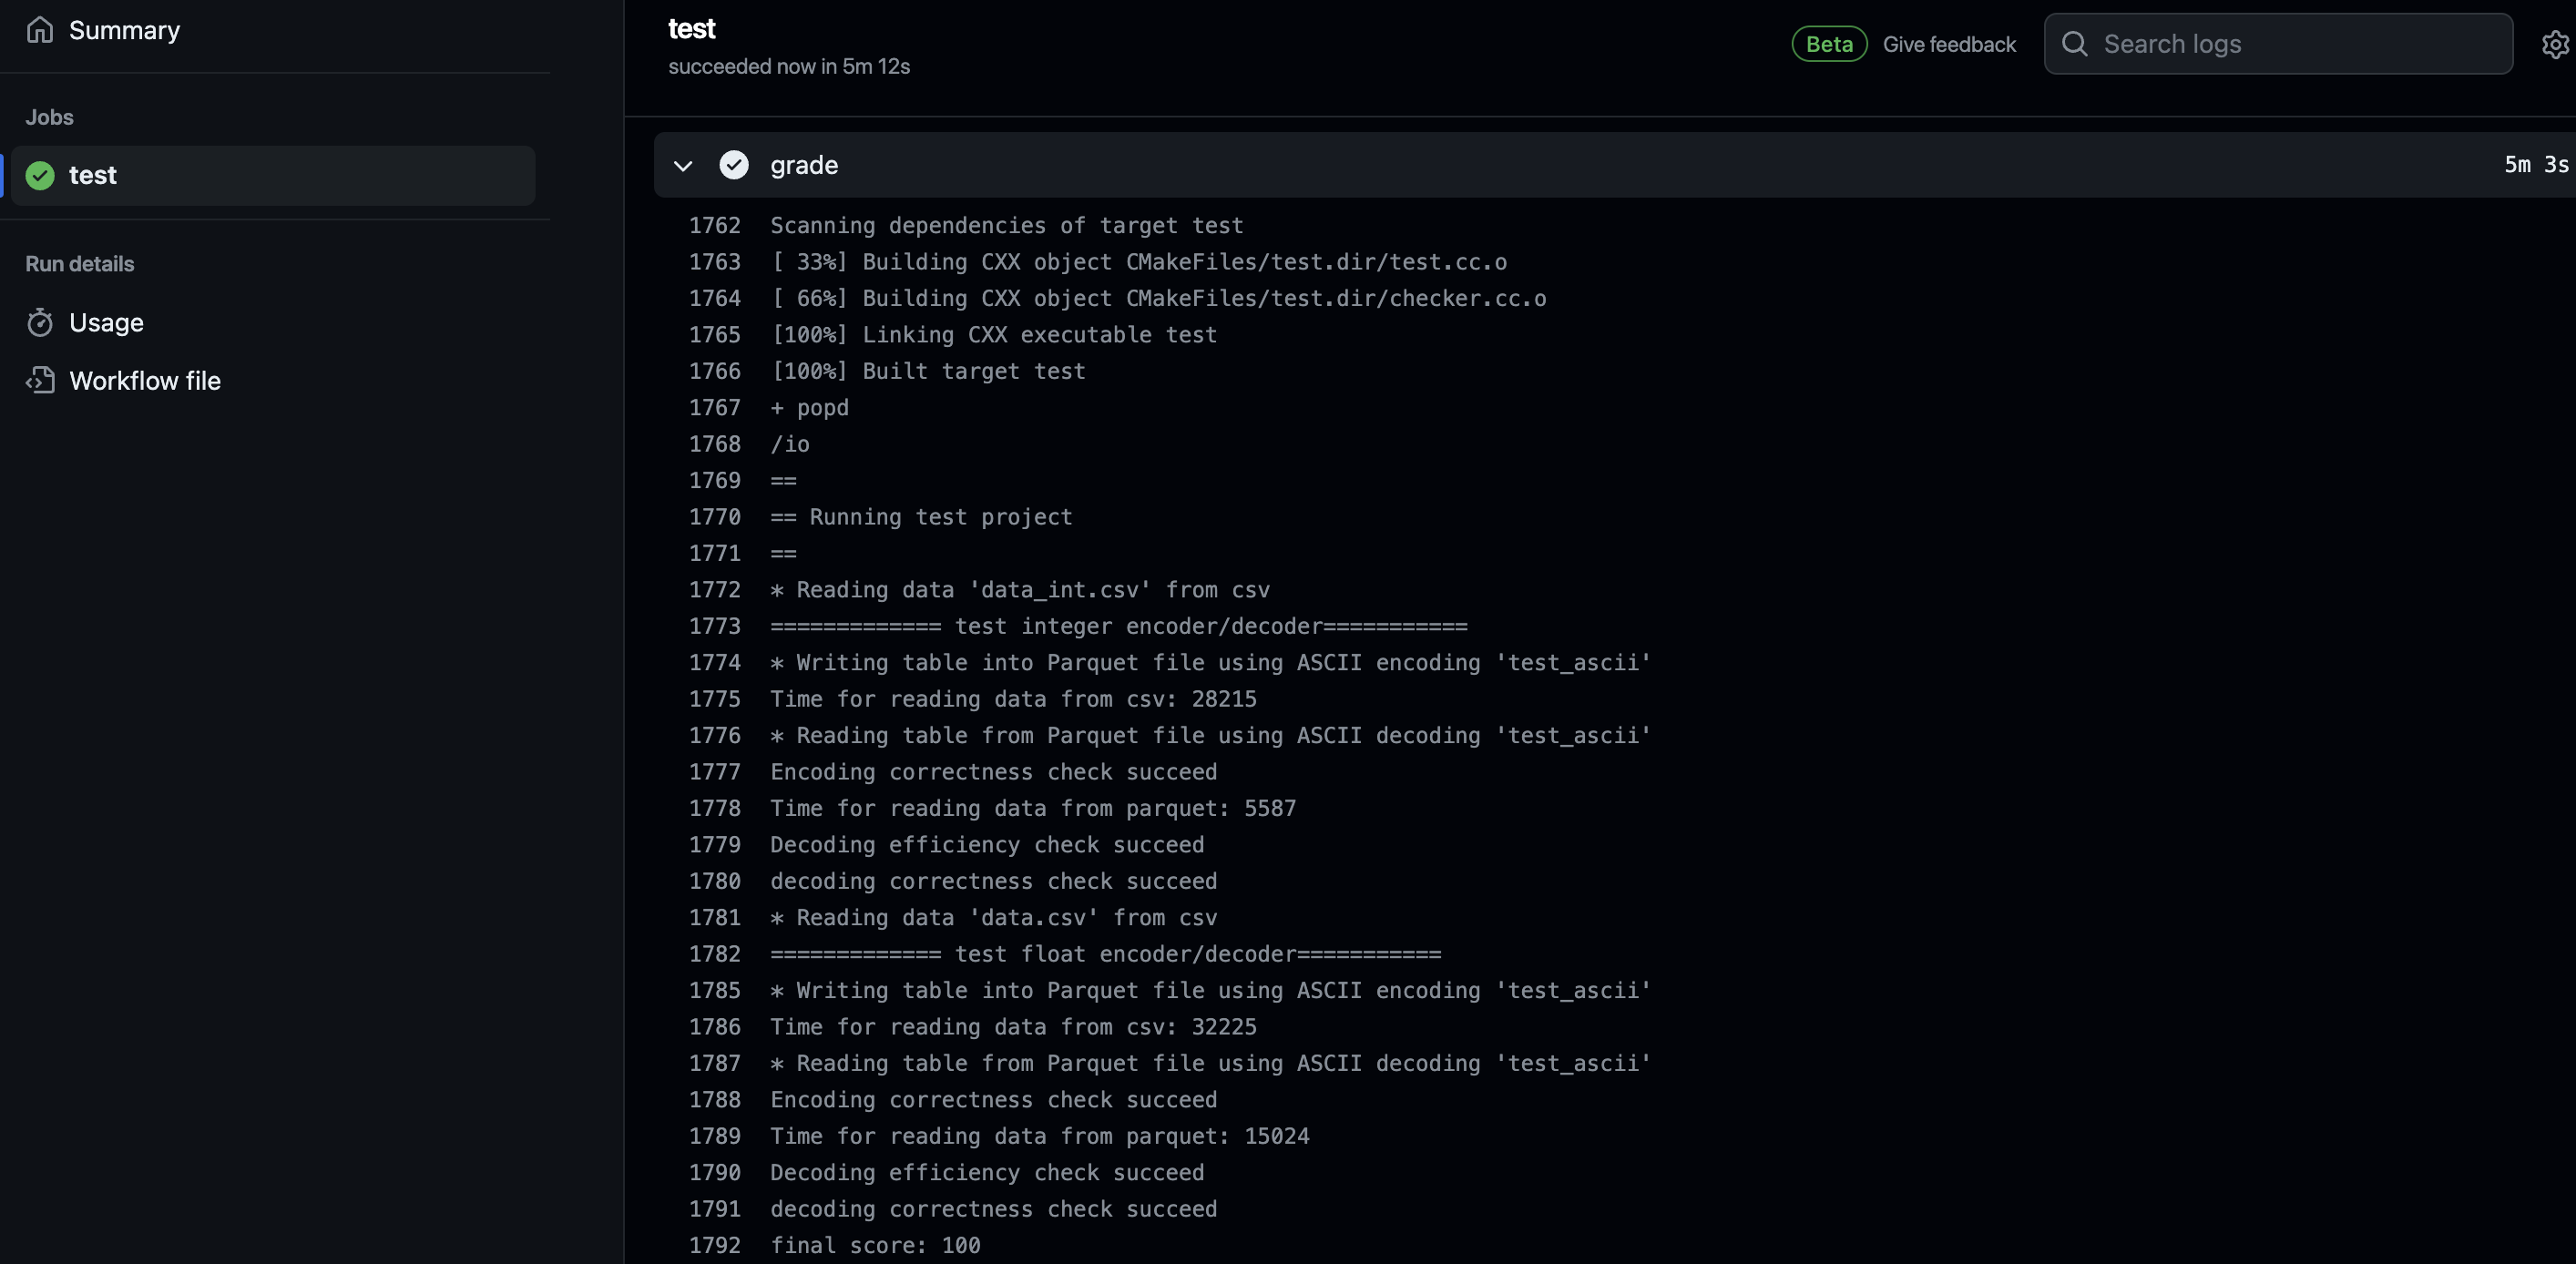 Summary
Jobs
test
Run details
Usage
Workflow file
test
succeeded now in 5m 12s
Beta Give feedback Search logs
grade 5m 3s
1762 Scanning dependencies of target test
1763 [ 33%] Building CXX object CMakeFiles/test.dir/test.cc.o
1764 [ 66%] Building CXX object CMakeFiles/test.dir/checker.cc.o
1765 [100%] Linking CXX executable test
1766 [100%] Built target test
1767 + popd
1768 /io
1769 ==
1770 == Running test project
1771 ==
1772 * Reading data 'data_int.csv' from csv
1773 ============= test integer encoder/decoder===========
1774 * Writing table into Parquet file using ASCII encoding 'test_ascii'
1775 Time for reading data from csv: 28215
1776 * Reading table from Parquet file using ASCII decoding 'test_ascii'
1777 Encoding correctness check succeed
1778 Time for reading data from parquet: 5587
1779 Decoding efficiency check succeed
1780 decoding correctness check succeed
1781 * Reading data 'data.csv' from csv
1782 ============= test float encoder/decoder===========
1785 * Writing table into Parquet file using ASCII encoding 'test_ascii'
1786 Time for reading data from csv: 32225
1787 * Reading table from Parquet file using ASCII decoding 'test_ascii'
1788 Encoding correctness check succeed
1789 Time for reading data from parquet: 15024
1790 Decoding efficiency check succeed
1791 decoding correctness check succeed
1792 final score: 100